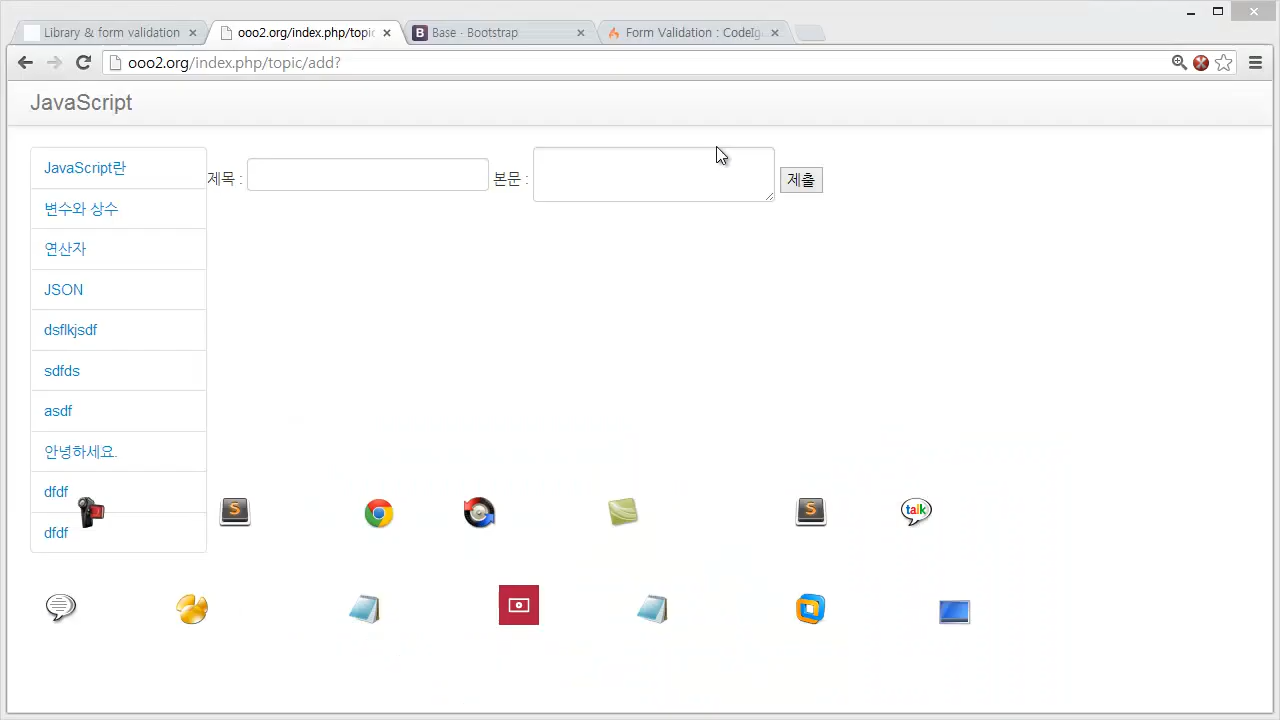 Library & form validation
ooo2.org/index.php/topic
B Base · Bootstrap
Form Validation : CodeIg
ooo2.org/index.php/topic/add?
JavaScript
JavaScript란
제목 :
본문 :
제출
변수와 상수
연산자
JSON
dsflkjsdf
sdfds
asdf
안녕하세요.
dfdf
S
S
talk
dfdf